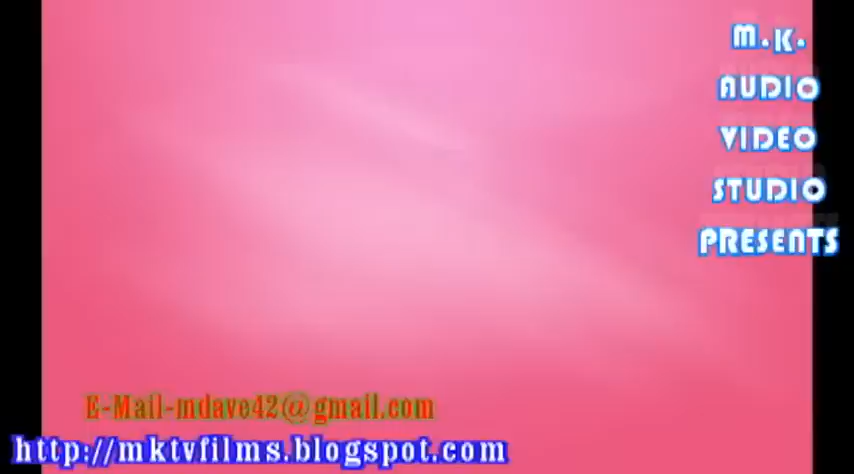 M.K.
AUDIO
VIDEO
STUDIO
PRESENTS
E-Mail-mdave42@gmail.com
http://mktvfilms.blogspot.com